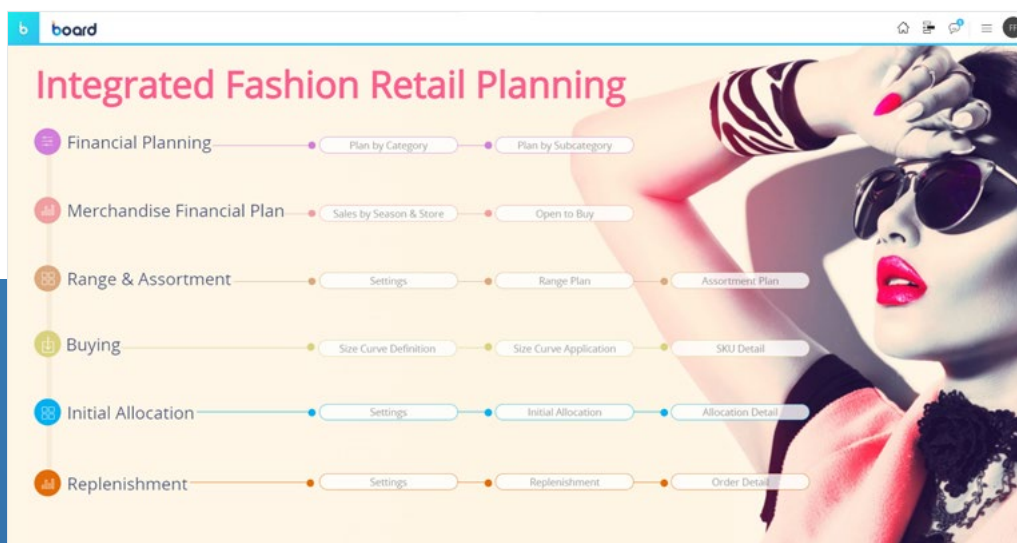 b board
FF
Integrated Fashion Retail Planning
Financial Planning Plan by Category Plan by Subcategory
Merchandise Financial Plan Sales by Season & Store Open to Buy
Range & Assortment Settings Range Plan Assortment Plan
Buying Size Curve Definition Size Curve Application SKU Detail
Initial Allocation Settings Initial Allocation Allocation Detail
Replenishment Settings Replenishment Order Detail